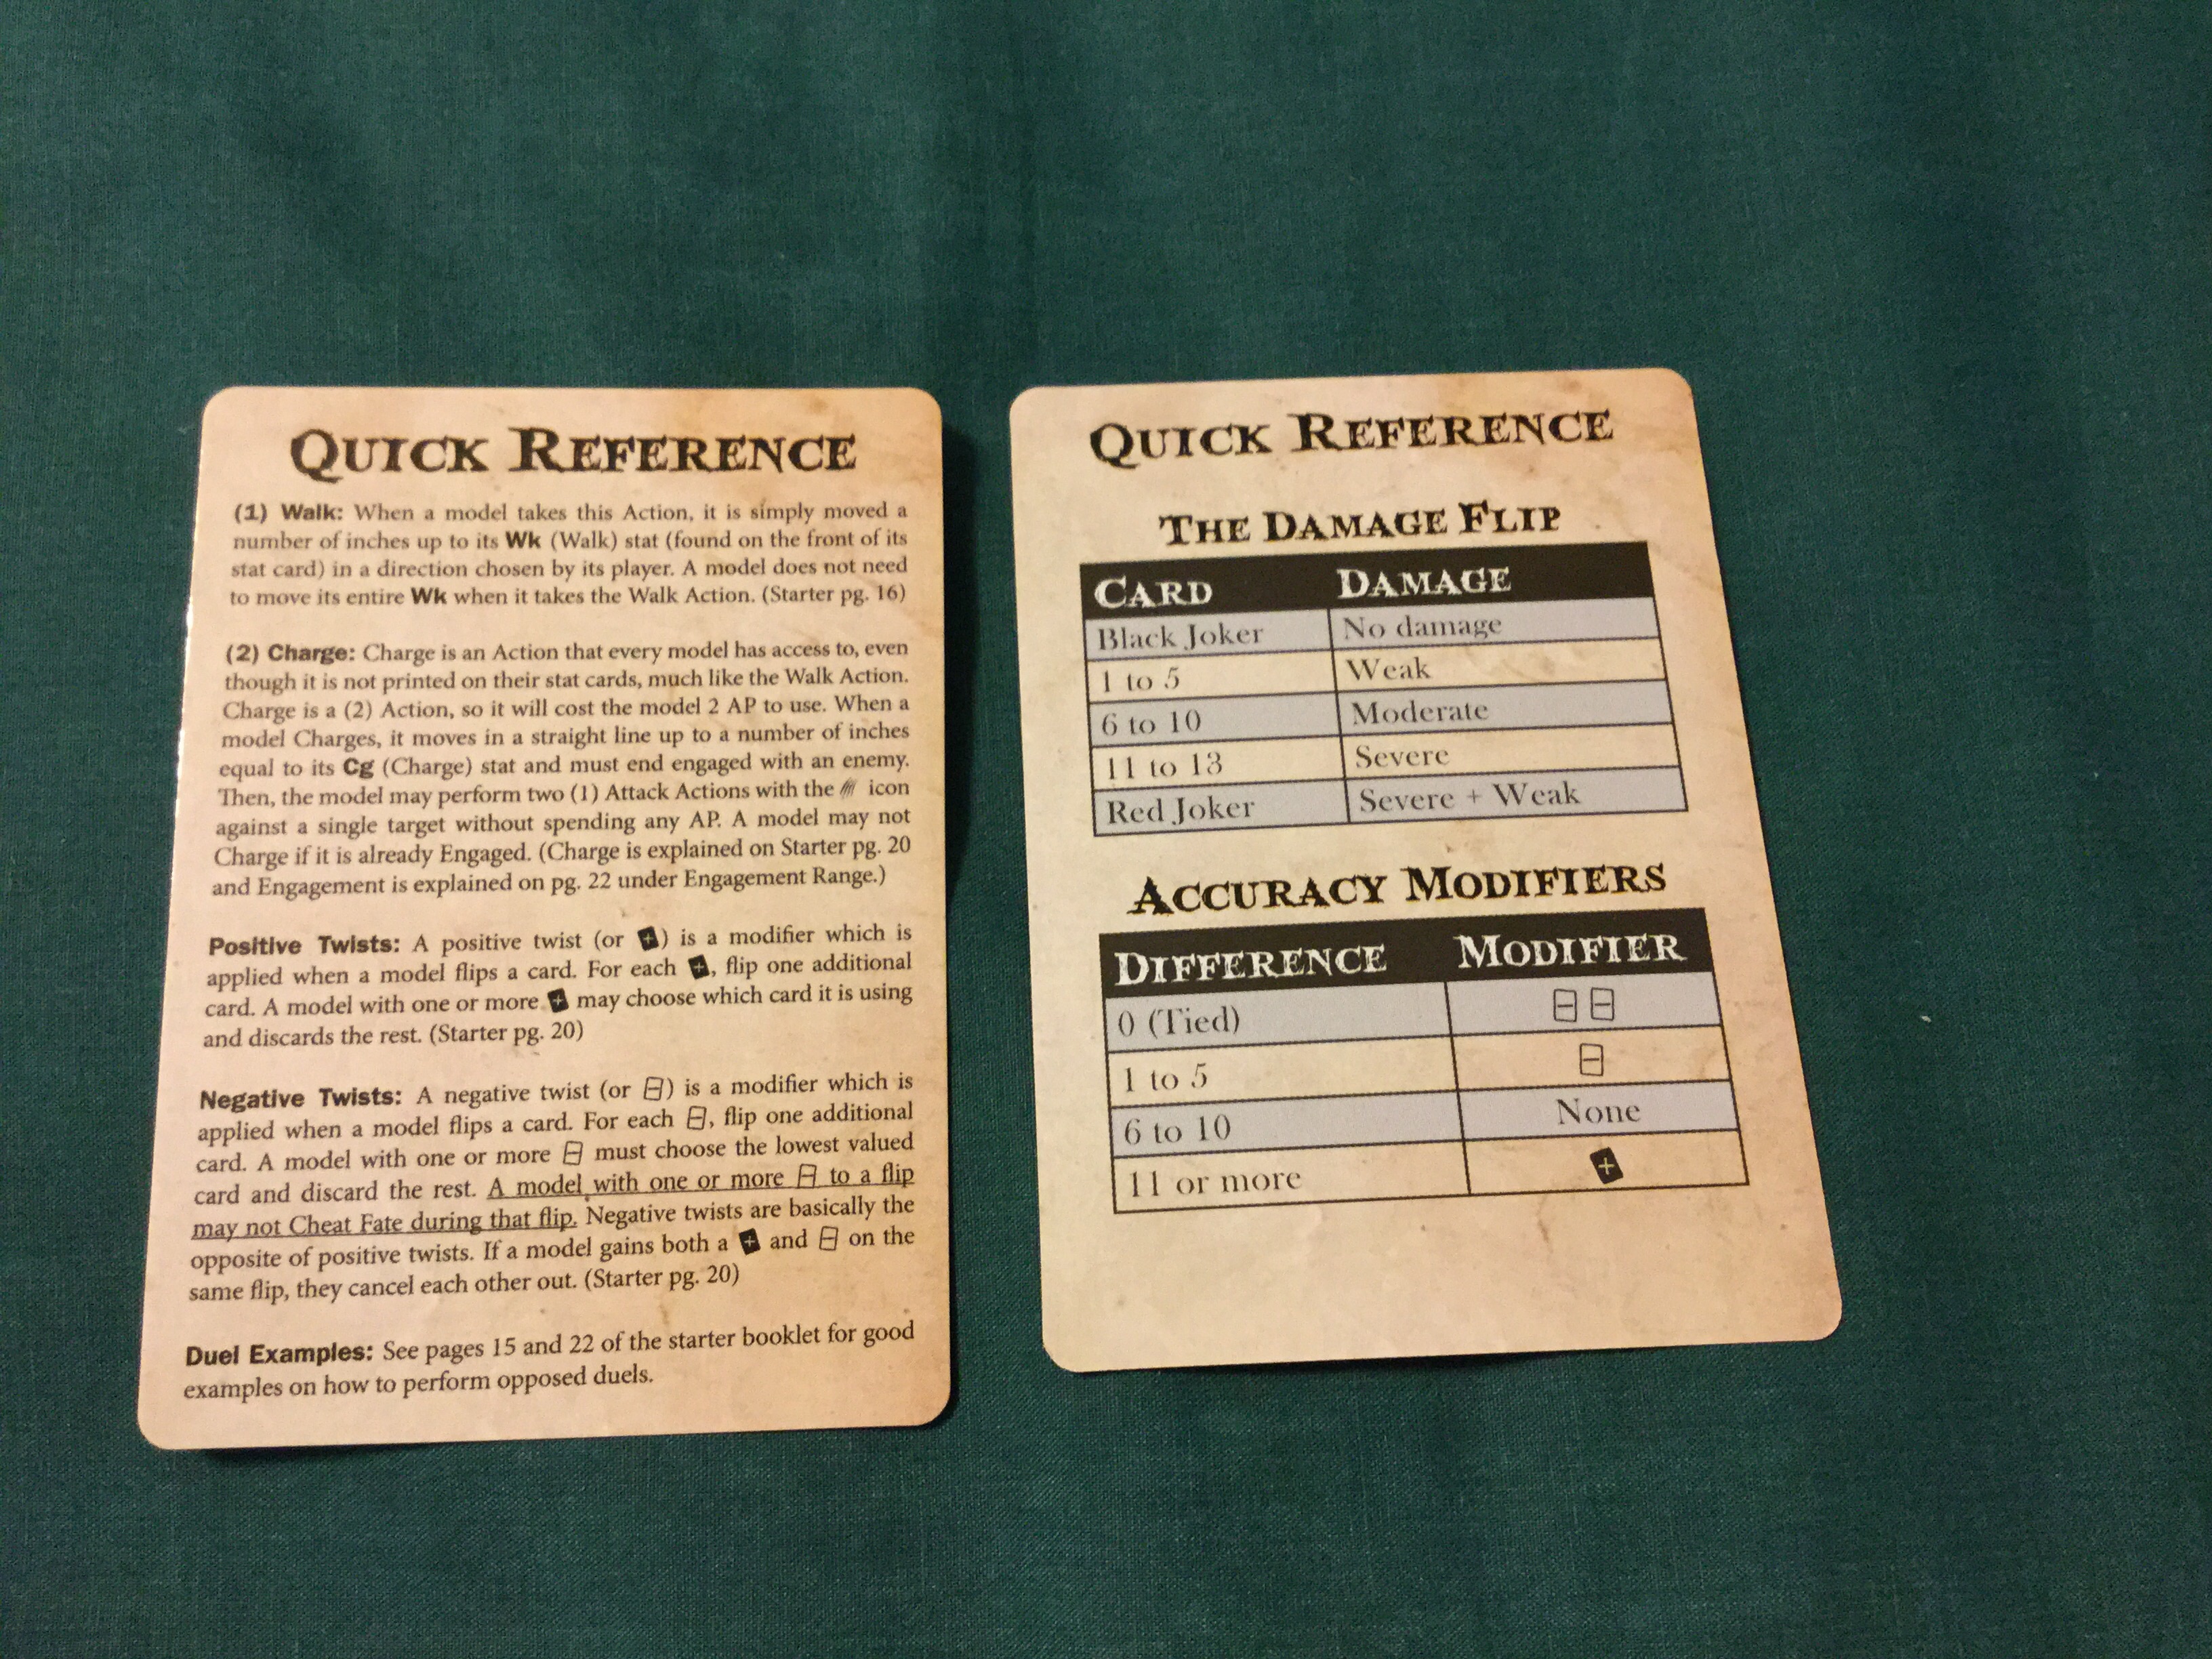 QUICK REFERENCE
(1) Walk: When a model takes this Action, it is simply moved a
number of inches up to its Wk (Walk) stat (found on the front of its
stat card) in a direction chosen by its player. A model does not need
to move its entire Wk when it takes the Walk Action. (Starter pg. 16)
(2) Charge: Charge is an Action that every model has access to, even
though it is not printed on their stat cards, much like the Walk Action.
Charge is a (2) Action, so it will cost the model 2 AP to use. When a
model Charges, it moves in a straight line up to a number of inches
equal to its Cg (Charge) stat and must end engaged with an enemy.
Then, the model may perform two (1) Attack Actions with the icon
against a single target without spending any AP. A model may not
Charge if it is already Engaged. (Charge is explained on Starter pg. 20
and Engagement is explained on pg. 22 under Engagement Range.)
Positive Twists: A positive twist (or +) is a modifier which is
applied when a model flips a card. For each +, flip one additional
card. A model with one or more + may choose which card it is using
and discards the rest. (Starter pg. 20)
Negative Twists: A negative twist (or -) is a modifier which is
applied when a model flips a card. For each -, flip one additional
card. A model with one or more - must choose the lowest valued
card and discard the rest. A model with one or more - to a flip
may not Cheat Fate during that flip. Negative twists are basically the
opposite of positive twists. If a model gains both a + and - on the
same flip, they cancel each other out. (Starter pg. 20)
Duel Examples: See pages 15 and 22 of the starter booklet for good
examples on how to perform opposed duels.
QUICK REFERENCE
THE DAMAGE FLIP
CARD DAMAGE
Black Joker No damage
1 to 5 Weak
6 to 10 Moderate
11 to 13 Severe
Red Joker Severe + Weak
ACCURACY MODIFIERS
DIFFERENCE MODIFIER
0 (Tied) - -
1 to 5 -
6 to 10 None
11 or more +